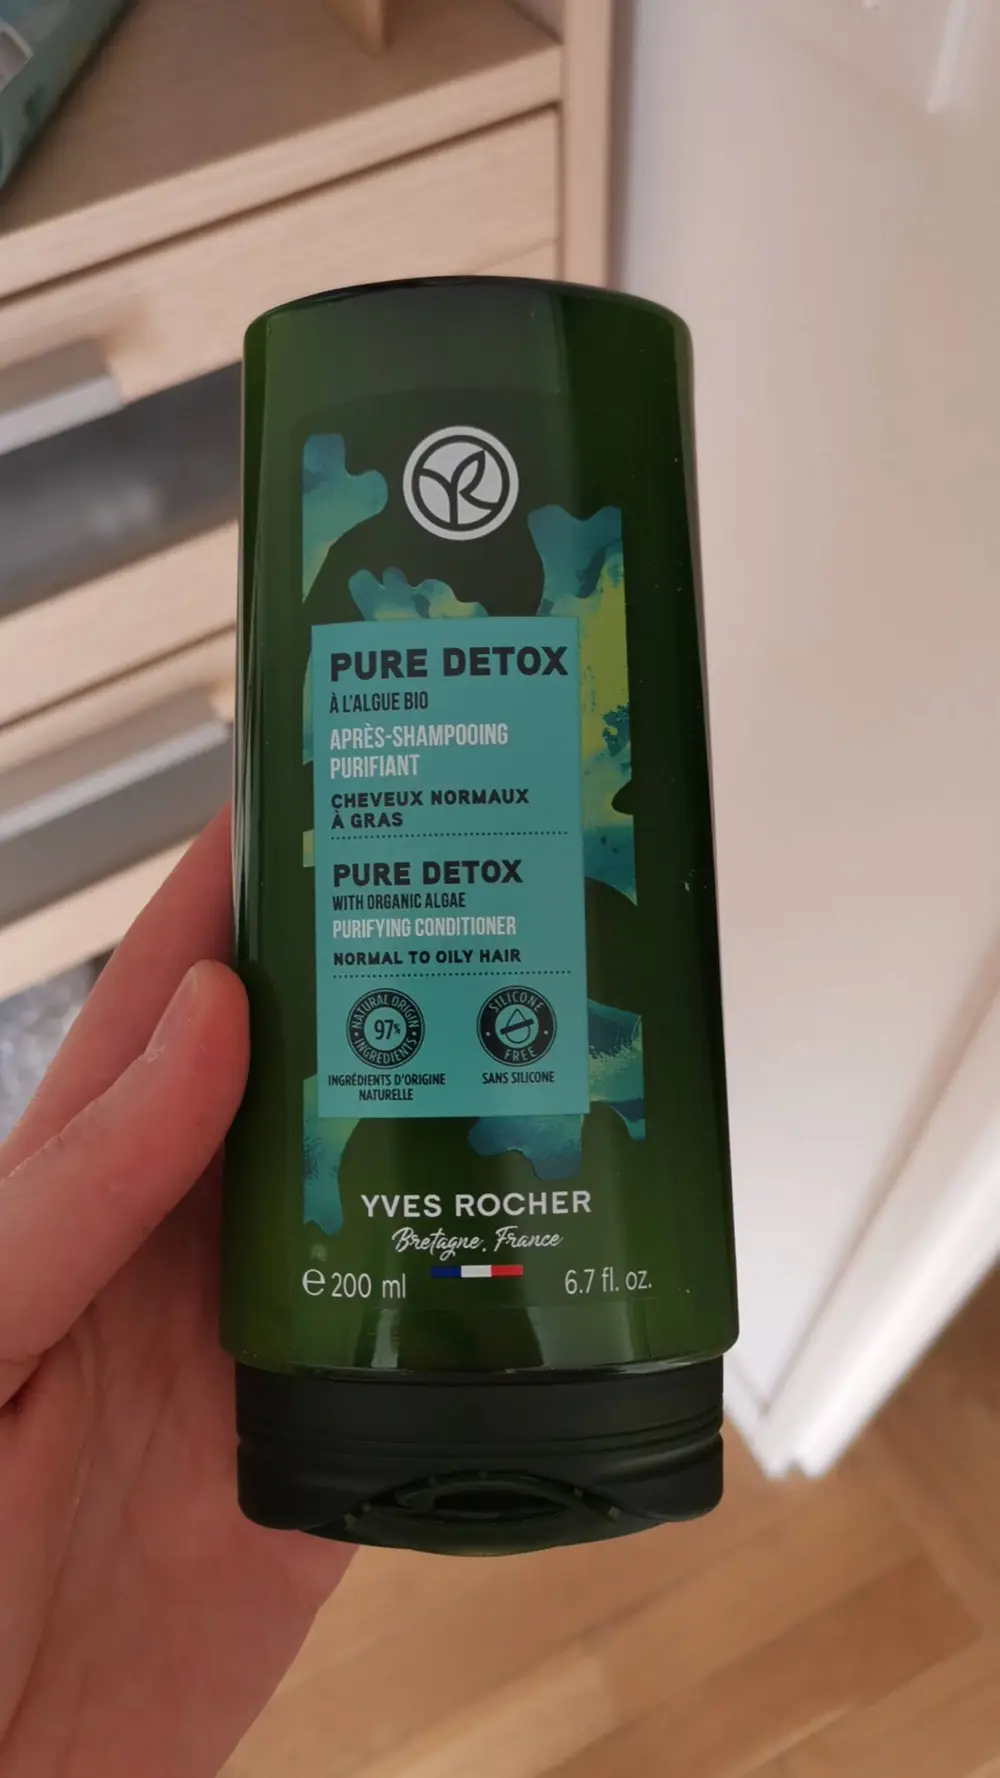 PURE DETOX
À L'ALGUE BIO
APRÈS-SHAMPOOING
PURIFIANT
CHEVEUX NORMAUX
À GRAS
PURE DETOX
WITH ORGANIC ALGAE
PURIFYING CONDITIONER
NORMAL TO OILY HAIR
NATURAL ORIGIN
97%
INGREDIENTS
SILICONE
FREE
INGRÉDIENTS D'ORIGINE
NATURELLE
SANS SILICONE
YVES ROCHER
Bretagne, France
℮ 200 ml
6.7 fl. oz.